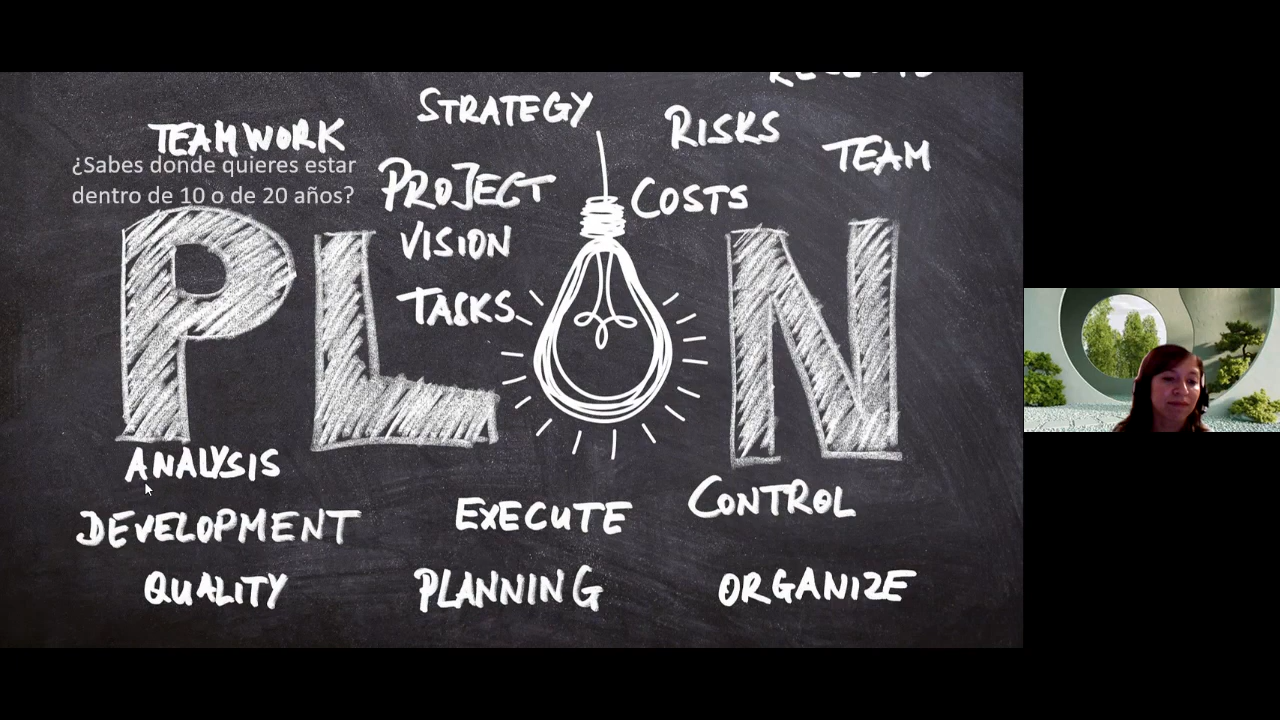 STRATEGY
RISKS
TEAMWORK
TEAM
¿Sabes donde quieres estar
dentro de 10 o de 20 años?
PROJECT
COSTS
VISION
TASKS
PLAN
ANALYSIS
CONTROL
DEVELOPMENT
EXECUTE
QUALITY
PLANNING
ORGANIZE